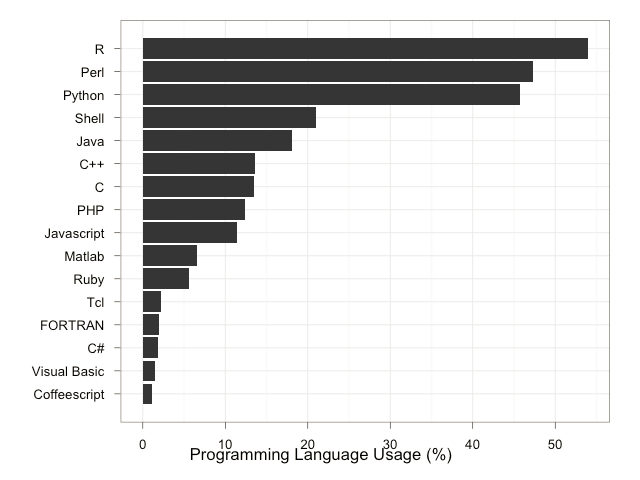 R
Perl
Python
Shell
Java
C++
C
PHP
Javascript
Matlab
Ruby
Tcl
FORTRAN
C#
Visual Basic
Coffeescript
0 10 20 30 40 50
Programming Language Usage (%)